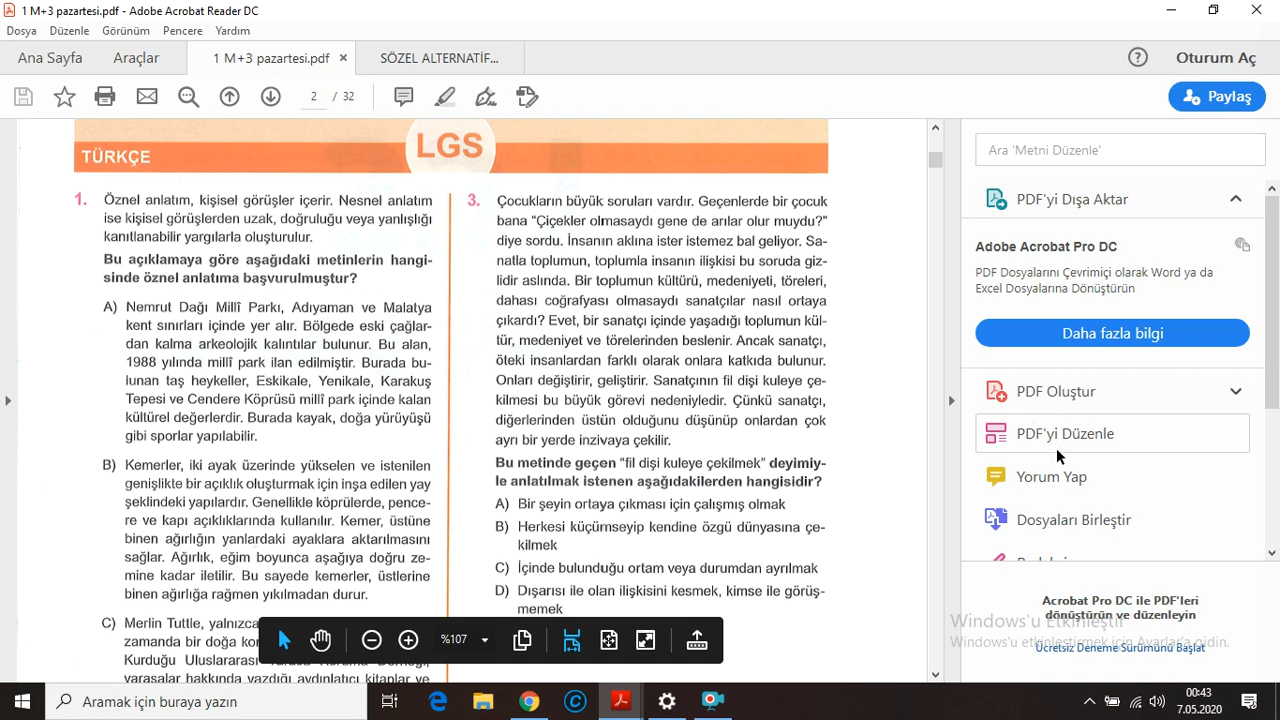 1 M+3 pazartesi.pdf - Adobe Acrobat Reader DC
Dosya Düzenle Görünüm Pencere Yardım
Ana Sayfa Araçlar 1 M+3 pazartesi.pdf × SÖZEL ALTERNATİF... ? Oturum Aç
2 / 32 Paylaş
TÜRKÇE
LGS
1. Öznel anlatım, kişisel görüşler içerir. Nesnel anlatım
ise kişisel görüşlerden uzak, doğruluğu veya yanlışlığı
kanıtlanabilir yargılarla oluşturulur.
Bu açıklamaya göre aşağıdaki metinlerin hangi-
sinde öznel anlatıma başvurulmuştur?
A) Nemrut Dağı Millî Parkı, Adıyaman ve Malatya
kent sınırları içinde yer alır. Bölgede eski çağlar-
dan kalma arkeolojik kalıntılar bulunur. Bu alan,
1988 yılında millî park ilan edilmiştir. Burada bu-
lunan taş heykeller, Eskikale, Yenikale, Karakuş
Tepesi ve Cendere Köprüsü millî park içinde kalan
kültürel değerlerdir. Burada kayak, doğa yürüyüşü
gibi sporlar yapılabilir.
B) Kemerler, iki ayak üzerinde yükselen ve istenilen
genişlikte bir açıklık oluşturmak için inşa edilen yay
şeklindeki yapılardır. Genellikle köprülerde, pence-
re ve kapı açıklıklarında kullanılır. Kemer, üstüne
binen ağırlığın yanlardaki ayaklara aktarılmasını
sağlar. Ağırlık, eğim boyunca aşağıya doğru ze-
mine kadar iletilir. Bu sayede kemerler, üstlerine
binen ağırlığa rağmen yıkılmadan durur.
C) Merlin Tuttle, yalnızca
zamanda bir doğa
Kurduğu Uluslararası
yarasalar hakkında yazdığı aydınlatıcı kitaplar ve
3. Çocukların büyük soruları vardır. Geçenlerde bir çocuk
bana "Çiçekler olmasaydı gene de arılar olur muydu?"
diye sordu. İnsanın aklına ister istemez bal geliyor. Sa-
natla toplumun, toplumla insanın ilişkisi bu soruda giz-
lidir aslında. Bir toplumun kültürü, medeniyeti, töreleri,
dahası coğrafyası olmasaydı sanatçılar nasıl ortaya
çıkardı? Evet, bir sanatçı içinde yaşadığı toplumun kül-
tür, medeniyet ve törelerinden beslenir. Ancak sanatçı,
öteki insanlardan farklı olarak onlara katkıda bulunur.
Onları değiştirir, geliştirir. Sanatçının fil dişi kuleye çe-
kilmesi bu büyük görevi nedeniyledir. Çünkü sanatçı,
diğerlerinden üstün olduğunu düşünüp onlardan çok
ayrı bir yerde inzivaya çekilir.
Bu metinde geçen "fil dişi kuleye çekilmek" deyimiy-
le anlatılmak istenen aşağıdakilerden hangisidir?
A) Bir şeyin ortaya çıkması için çalışmış olmak
B) Herkesi küçümseyip kendine özgü dünyasına çe-
kilmek
C) İçinde bulunduğu ortam veya durumdan ayrılmak
D) Dışarısı ile olan ilişkisini kesmek, kimse ile görüş-
memek
%107
Ara 'Metni Düzenle'
PDF'yi Dışa Aktar
Adobe Acrobat Pro DC
PDF Dosyalarını Çevrimiçi olarak Word ya da
Excel Dosyalarına Dönüştürün
Daha fazla bilgi
PDF Oluştur
PDF'yi Düzenle
Yorum Yap
Dosyaları Birleştir
Acrobat Pro DC ile PDF'leri
dönüştürün ve düzenleyin
Ücretsiz Deneme Sürümünü Başlat
Windows'u Etkinleştir
Windows'u etkinleştirmek için Ayarlar'a gidin.
Aramak için buraya yazın
00:43
7.05.2020